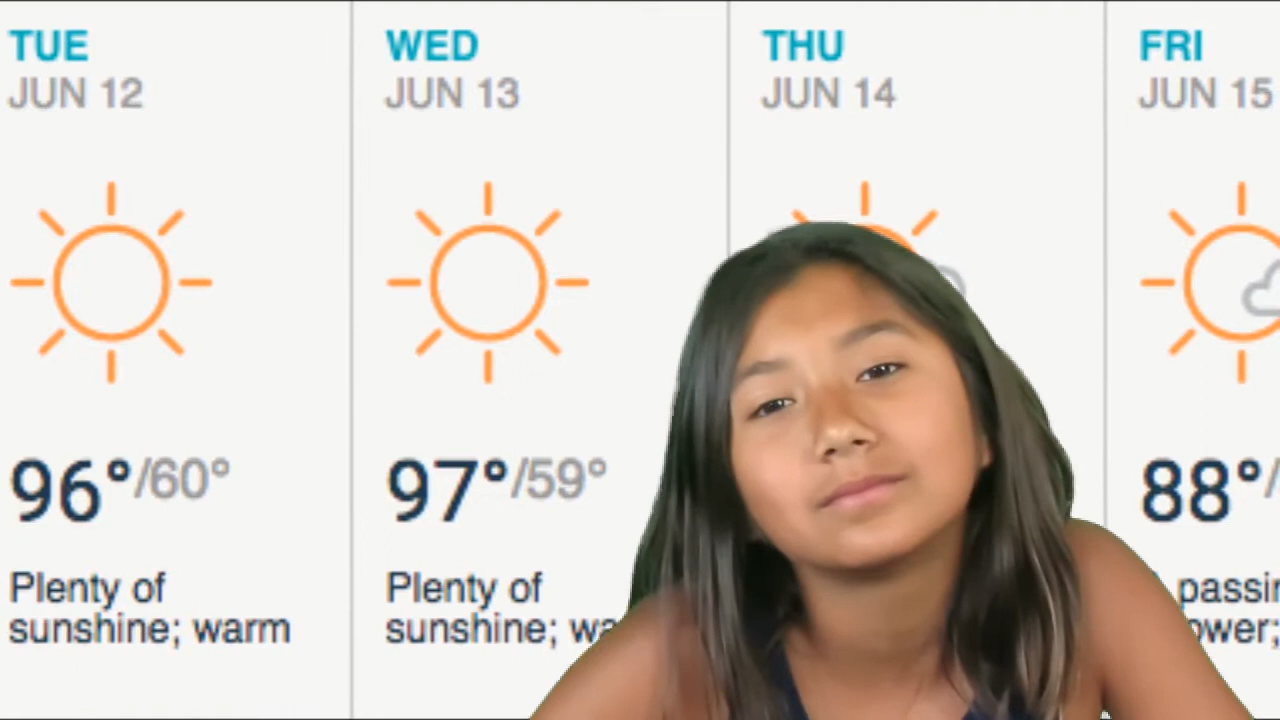 TUE
JUN 12
96°/60°
Plenty of
sunshine; warm
WED
JUN 13
97°/59°
Plenty of
sunshine;
THU
JUN 14
FRI
JUN 15
88°/